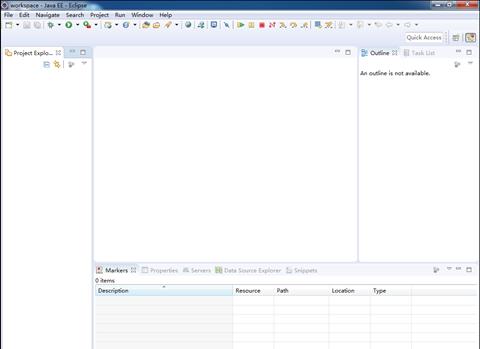 workspace - Java EE - Eclipse
File Edit Navigate Search Project Run Window Help
Quick Access
Project Explo...
Outline Task List
An outline is not available.
Markers Properties Servers Data Source Explorer Snippets
0 items
Description Resource Path Location Type